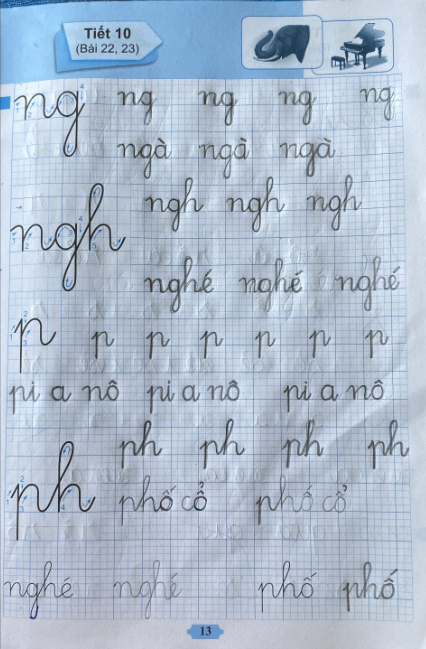 Tiết 10
(Bài 22, 23)
ng ng ng ng ng
ngà ngà ngà
ngh ngh ngh ngh
nghé nghé nghé
p p p p p p p
pi a nô pi a nô pi a nô
ph ph ph ph ph
phố cổ phố cổ
nghé nghé phố phố
13